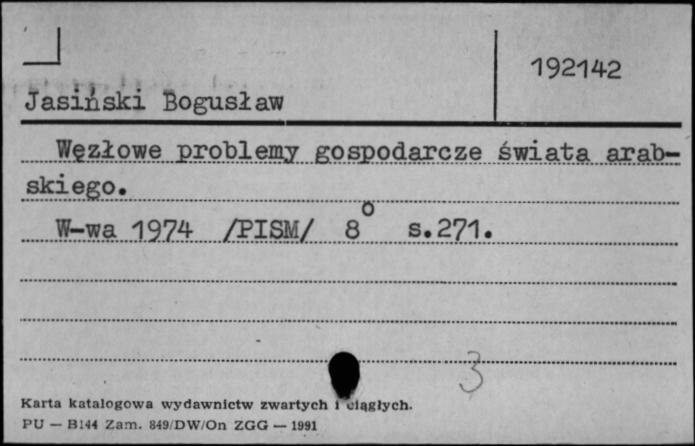 192142
Jasiński Bogusław
Węzłowe problemy gospodarcze świata arab-
skiego.
W-wa 1974 /PISM/ 8° s.271.
3
Karta katalogowa wydawnictw zwartych i ciągłych.
PU — B144 Zam. 849/DW/On ZGG — 1991